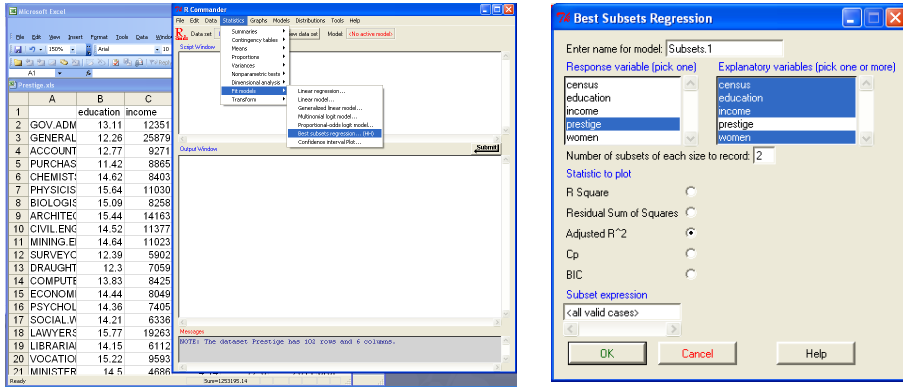 Microsoft Excel
File Edit View Insert Format Tools Data Window
150% Arial 10
A1
Prestige.xls
A B C
1 education income
2 GOV.ADM 13.11 12351
3 GENERAL 12.26 25879
4 ACCOUNT 12.77 9271
5 PURCHAS 11.42 8865
6 CHEMIST: 14.62 8403
7 PHYSICIS 15.64 11030
8 BIOLOGIS 15.09 8258
9 ARCHITEC 15.44 14163
10 CIVIL.ENG 14.52 11377
11 MINING.E 14.64 11023
12 SURVEYC 12.39 5902
13 DRAUGHT 12.3 7059
14 COMPUTE 13.83 8425
15 ECONOMI 14.44 8049
16 PSYCHOL 14.36 7405
17 SOCIAL.W 14.21 6336
18 LAWYERS 15.77 19263
19 LIBRARIA 14.15 6112
20 VOCATIO 15.22 9593
21 MINISTER 14.5 4686
Ready Sum=1253195.14
R Commander
File Edit Data Statistics Graphs Models Distributions Tools Help
Data set ew data set Model: <No active model>
Script Window
Summaries
Contingency tables
Means
Proportions
Variances
Nonparametric tests
Dimensional analysis
Fit models
Transform
Linear regression...
Linear model...
Generalized linear model...
Multinomial logit model...
Proportional-odds logit model...
Best subsets regression... (HH)
Confidence interval Plot...
Output Window
Submit
Messages
NOTE: The dataset Prestige has 102 rows and 6 columns.
Best Subsets Regression
Enter name for model: Subsets.1
Response variable (pick one) Explanatory variables (pick one or more)
census census
education education
income income
prestige prestige
women women
Number of subsets of each size to record: 2
Statistic to plot
R Square
Residual Sum of Squares
Adjusted R^2
Cp
BIC
Subset expression
<all valid cases>
OK Cancel Help